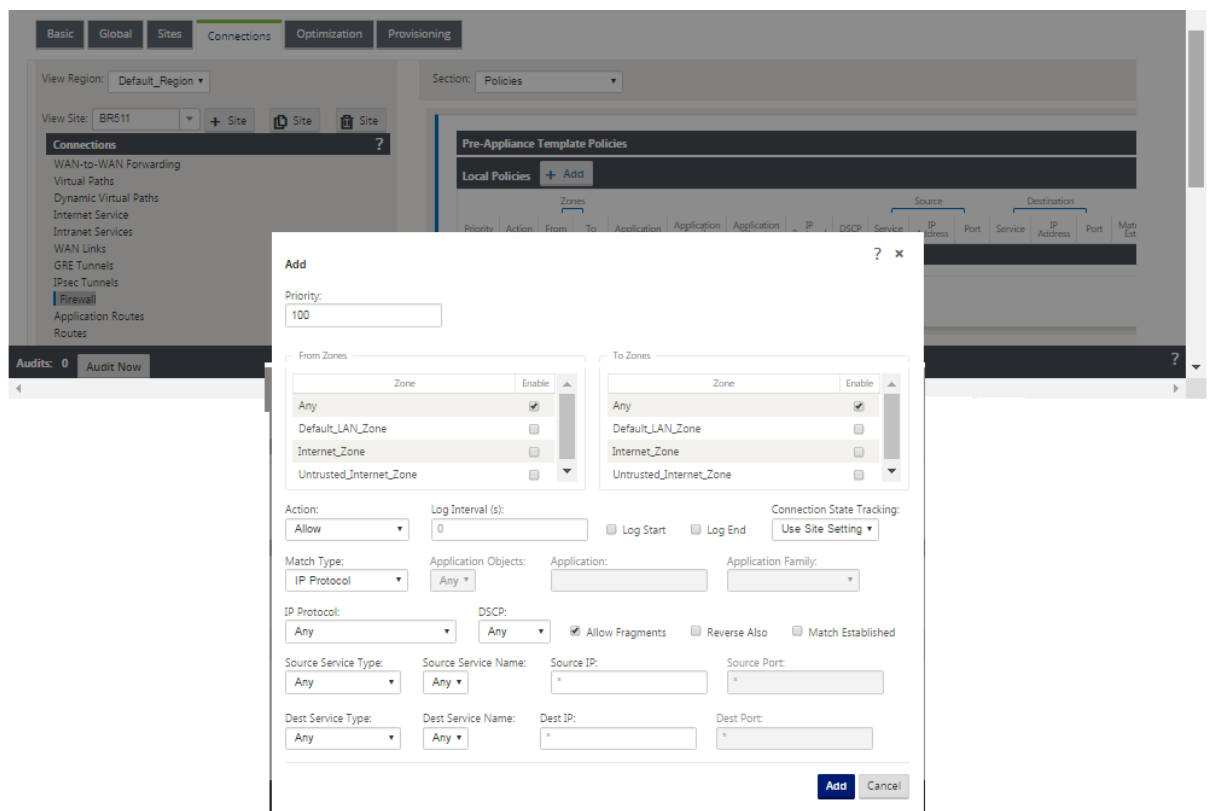 Basic Global Sites Connections Optimization Provisioning
View Region: Default_Region
Section: Policies
View Site: BR511 + Site Site Site
Connections ?
WAN-to-WAN Forwarding
Virtual Paths
Dynamic Virtual Paths
Internet Service
Intranet Services
WAN Links
GRE Tunnels
IPsec Tunnels
Firewall
Application Routes
Routes
Pre-Appliance Template Policies
Local Policies + Add
Zones Source Destination
Priority Action From To Application Application Application IP DSCP Service IP Port Service IP Address Port
Audits: 0 Audit Now ?
Add ? ×
Priority:
100
From Zones
Zone Enable
Any
Default_LAN_Zone
Internet_Zone
Untrusted_Internet_Zone
To Zones
Zone Enable
Any
Default_LAN_Zone
Internet_Zone
Untrusted_Internet_Zone
Action: Log Interval (s): Connection State Tracking:
Allow 0 Log Start Log End Use Site Setting
Match Type: Application Objects: Application: Application Family:
IP Protocol Any
IP Protocol: DSCP:
Any Any Allow Fragments Reverse Also Match Established
Source Service Type: Source Service Name: Source IP: Source Port:
Any Any * *
Dest Service Type: Dest Service Name: Dest IP: Dest Port:
Any Any * *
Add Cancel